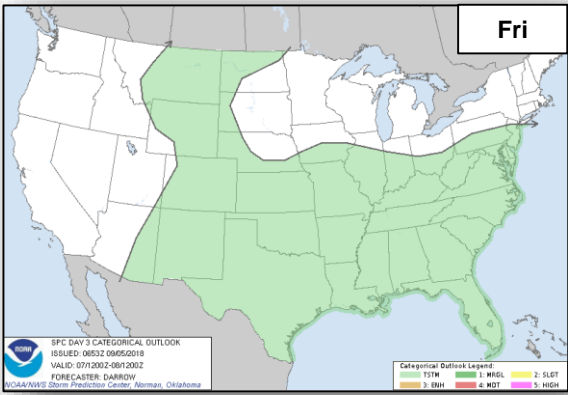 Fri
SPC DAY 3 CATEGORICAL OUTLOOK
ISSUED: 0653Z 09/05/2018
VALID: 07/1200Z-08/1200Z
FORECASTER: DARROW
NOAA/NWS Storm Prediction Center, Norman, Oklahoma
NOAA
Categorical Outlook Legend:
TSTM 1: MRGL 2: SLGT
3: ENH 4: MDT 5: HIGH